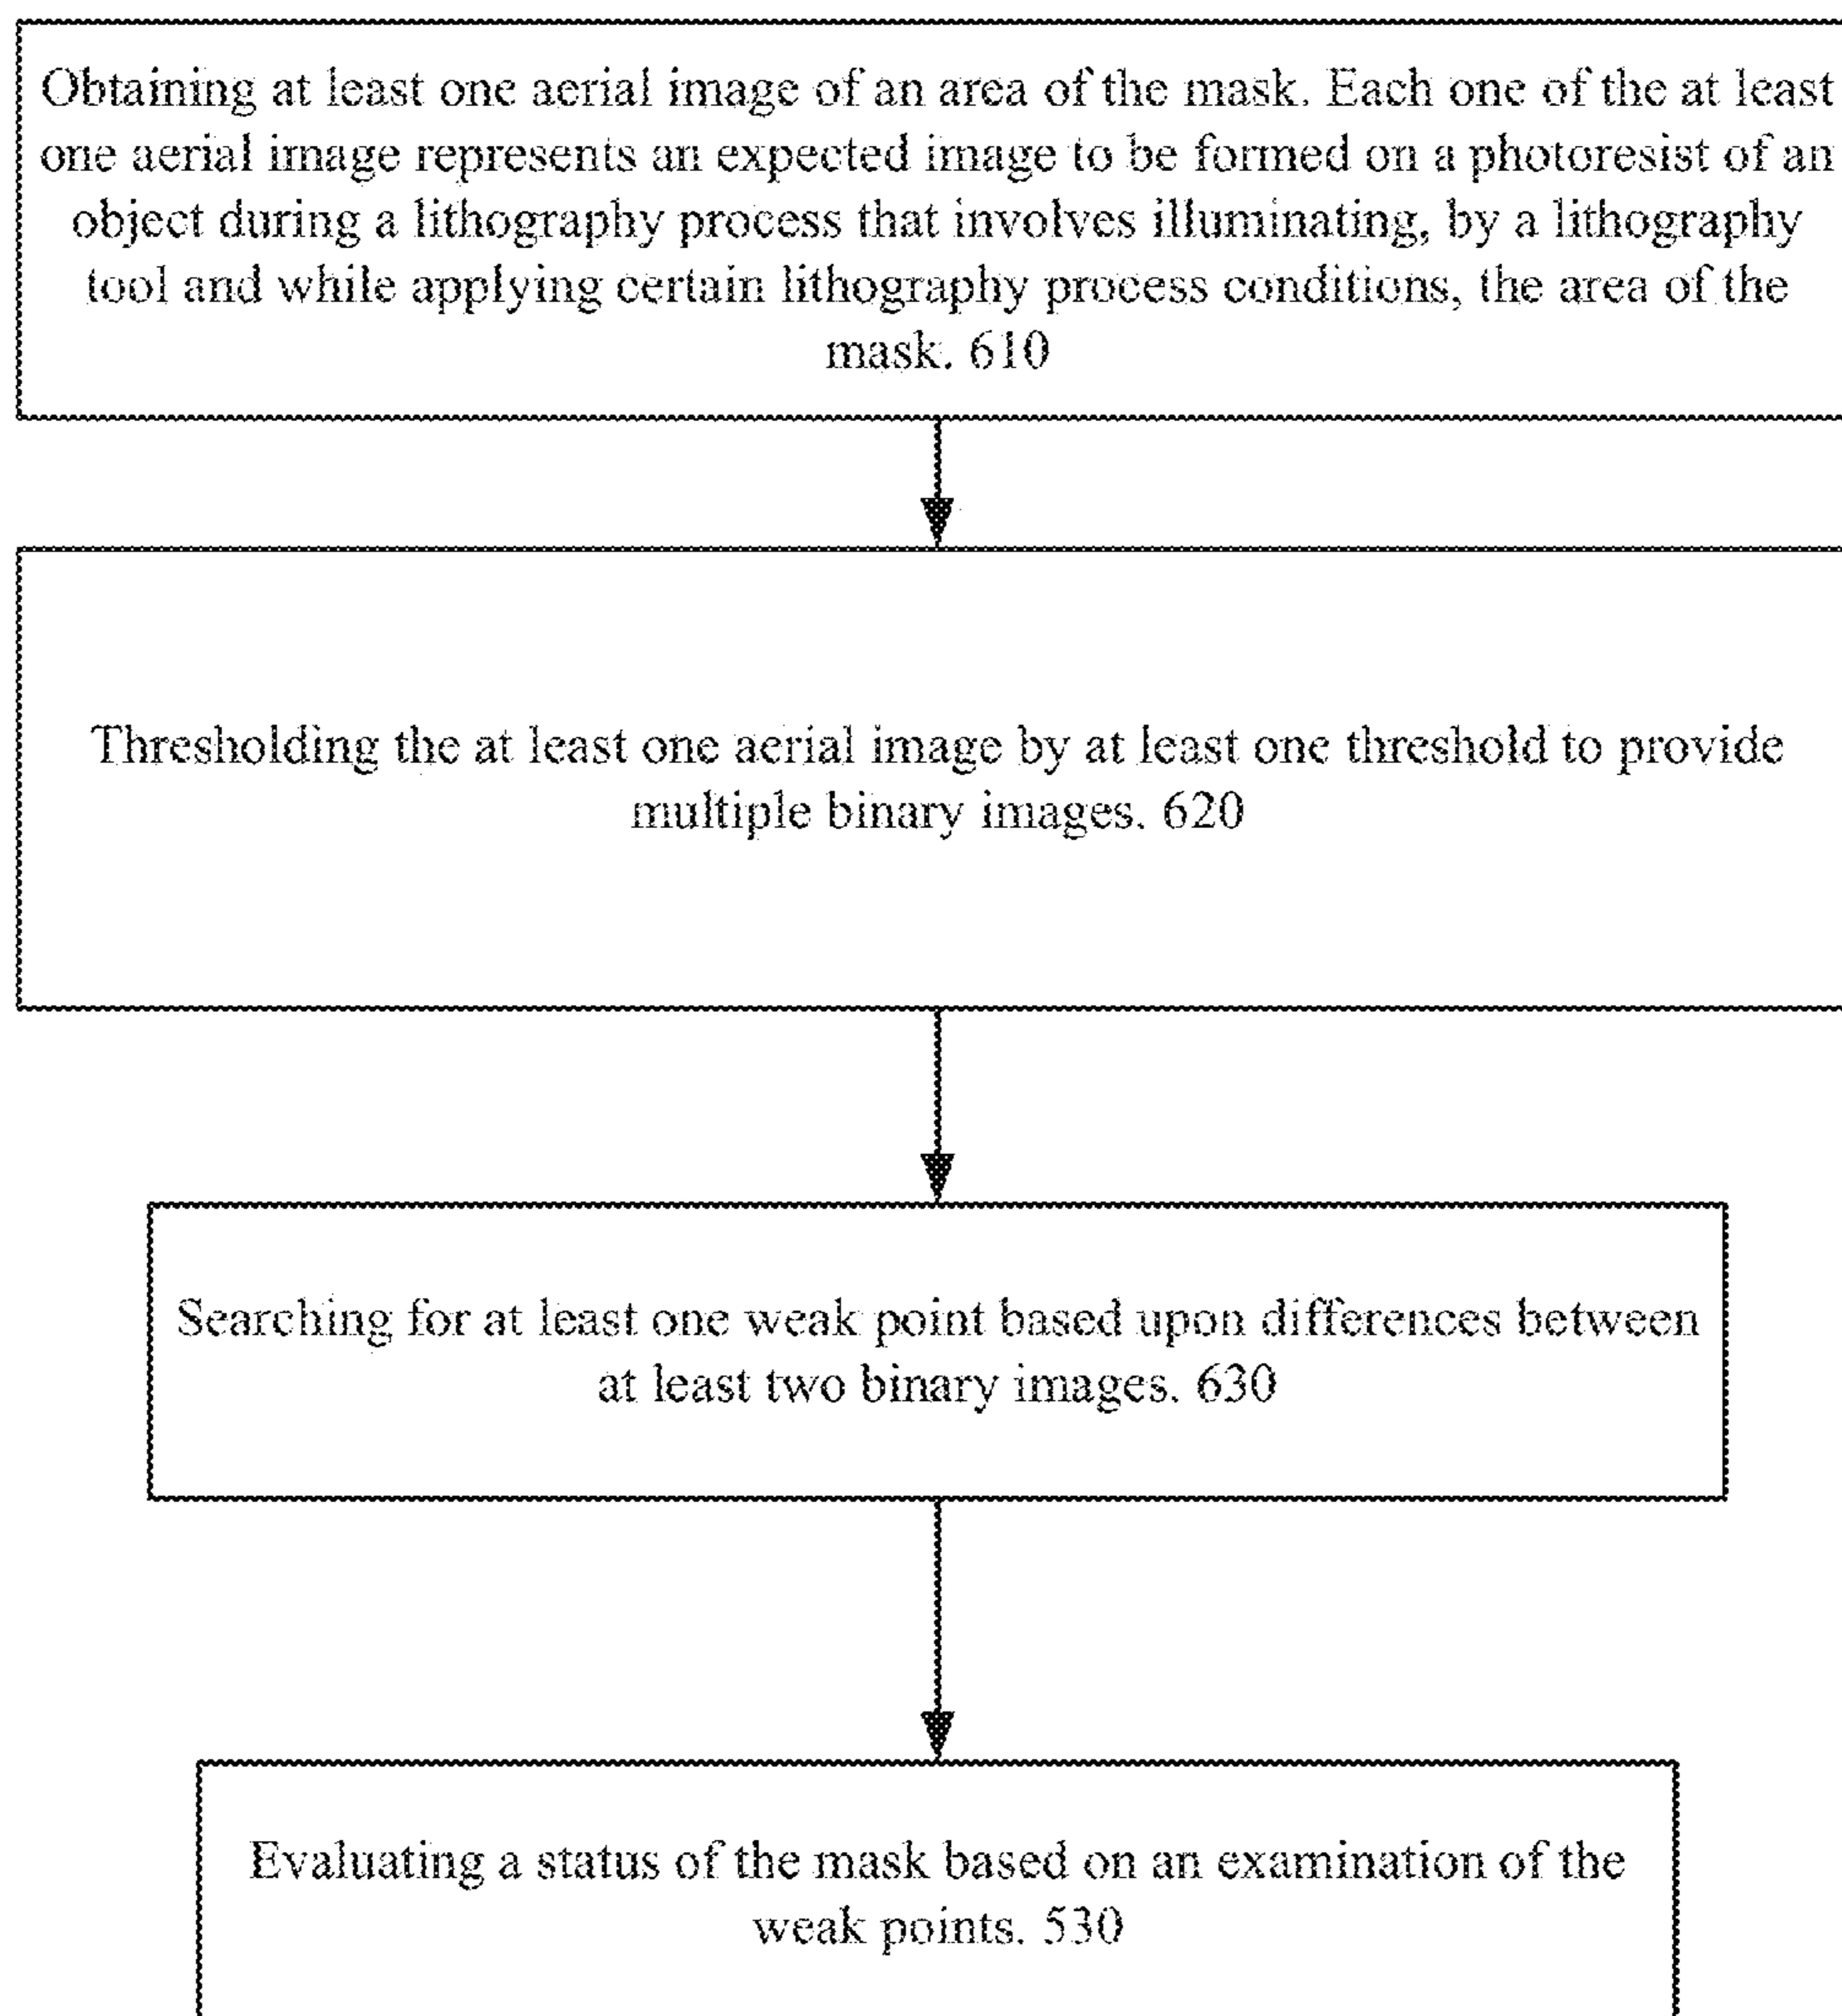 Obtaining at least one aerial image of an area of the mask. Each one of the at least
one aerial image represents an expected image to be formed on a photoresist of an
object during a lithography process that involves illuminating, by a lithography
tool and while applying certain lithography process conditions, the area of the
mask. 610
Thresholding the at least one aerial image by at least one threshold to provide
multiple binary images. 620
Searching for at least one weak point based upon differences between
at least two binary images. 630
Evaluating a status of the mask based on an examination of the
weak points. 530